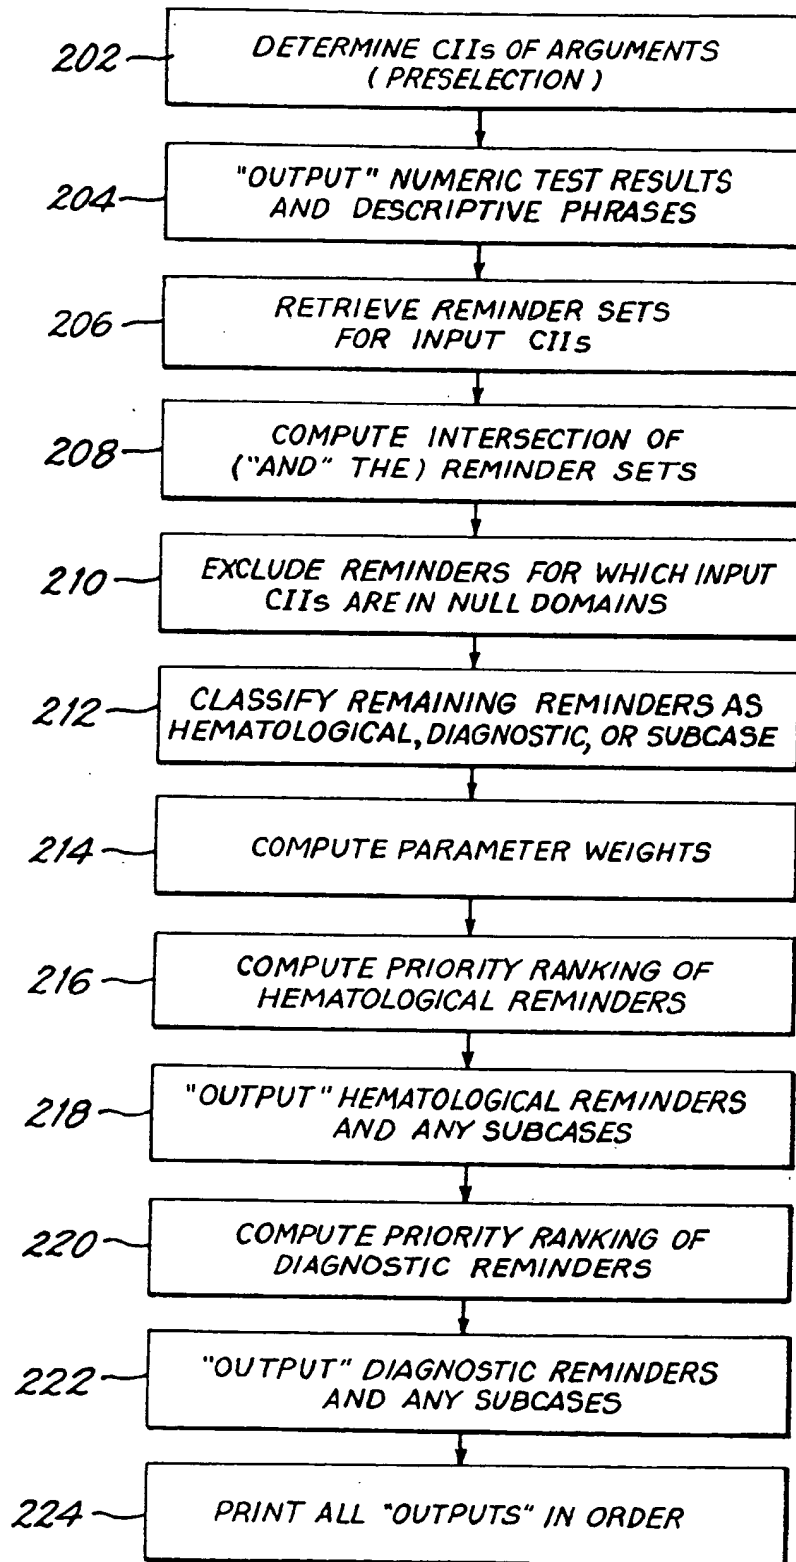 202
DETERMINE CIIs OF ARGUMENTS
(PRESELECTION)
204
"OUTPUT" NUMERIC TEST RESULTS
AND DESCRIPTIVE PHRASES
206
RETRIEVE REMINDER SETS
FOR INPUT CIIs
208
COMPUTE INTERSECTION OF
("AND" THE) REMINDER SETS
210
EXCLUDE REMINDERS FOR WHICH INPUT
CIIs ARE IN NULL DOMAINS
212
CLASSIFY REMAINING REMINDERS AS
HEMATOLOGICAL, DIAGNOSTIC, OR SUBCASE
214
COMPUTE PARAMETER WEIGHTS
216
COMPUTE PRIORITY RANKING OF
HEMATOLOGICAL REMINDERS
218
"OUTPUT" HEMATOLOGICAL REMINDERS
AND ANY SUBCASES
220
COMPUTE PRIORITY RANKING OF
DIAGNOSTIC REMINDERS
222
"OUTPUT" DIAGNOSTIC REMINDERS
AND ANY SUBCASES
224
PRINT ALL "OUTPUTS" IN ORDER